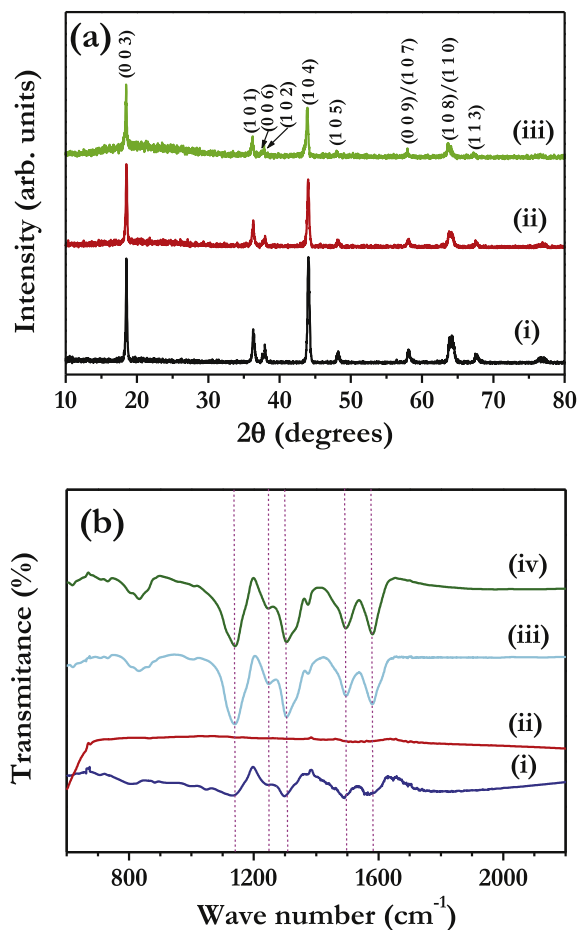 (a)
(0 0 3)
(1 0 1)
(0 0 6)
(1 0 2)
(1 0 4)
(1 0 5)
(0 0 9)/(1 0 7)
(1 0 8)/(1 1 0)
(1 1 3)
(iii)
(ii)
(i)
Intensity (arb. units)
10 20 30 40 50 60 70 80
2θ (degrees)
(b)
(iv)
(iii)
(ii)
(i)
Transmitance (%)
800 1200 1600 2000
Wave number (cm-1)